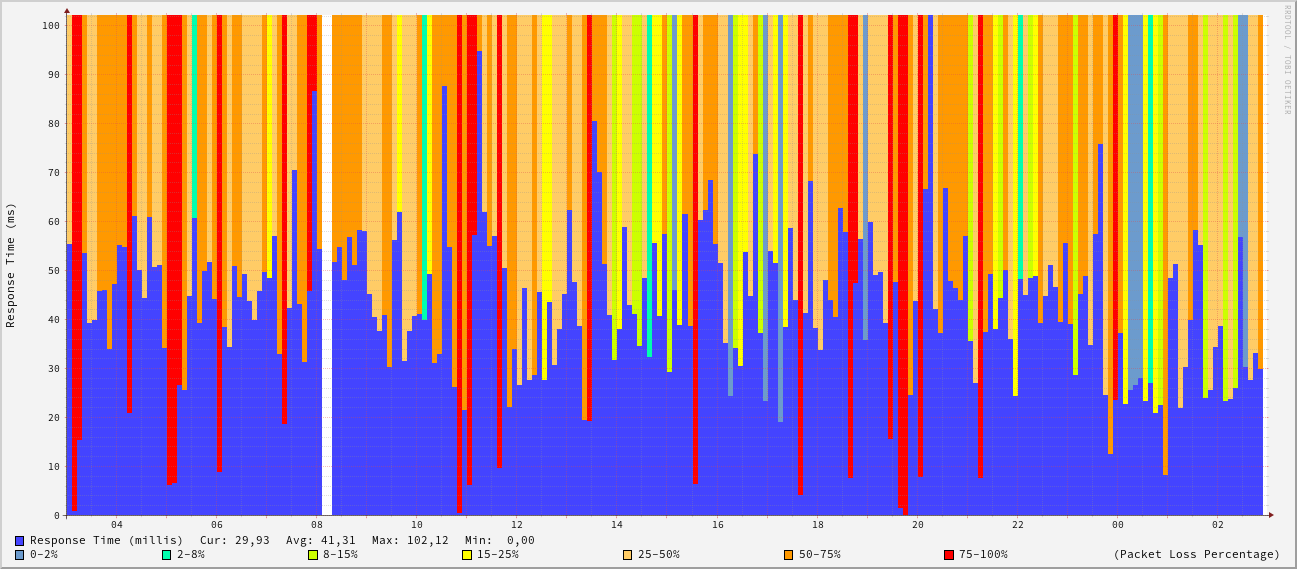 RRDTOOL / TOBI OETIKER
Response Time (ms)
100
90
80
70
60
50
40
30
20
10
0
04 06 08 10 12 14 16 18 20 22 00 02
Response Time (millis) Cur: 29,93 Avg: 41,31 Max: 102,12 Min: 0,00
0-2% 2-8% 8-15% 15-25% 25-50% 50-75% 75-100% (Packet Loss Percentage)